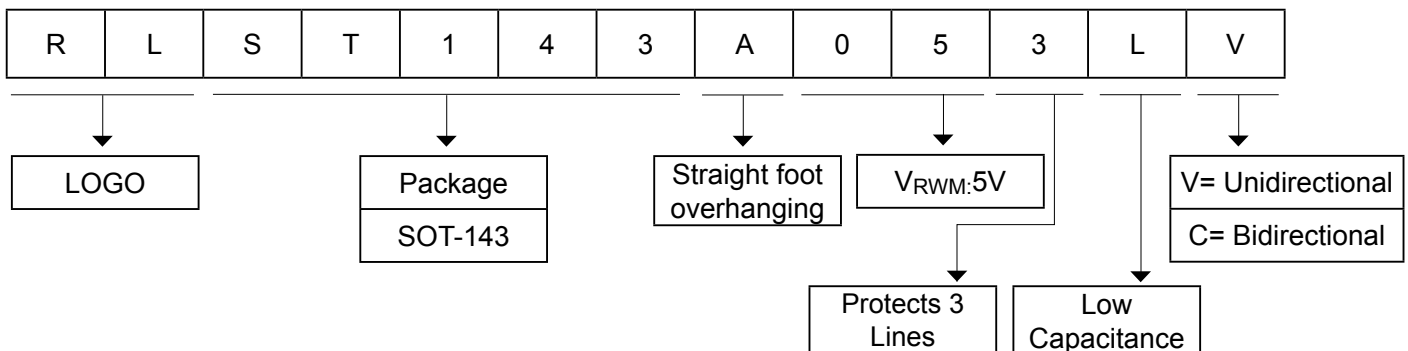 R L S T 1 4 3 A 0 5 3 L V
LOGO
Package
SOT-143
Straight foot
overhanging
VRWM:5V
V= Unidirectional
C= Bidirectional
Protects 3
Lines
Low
Capacitance